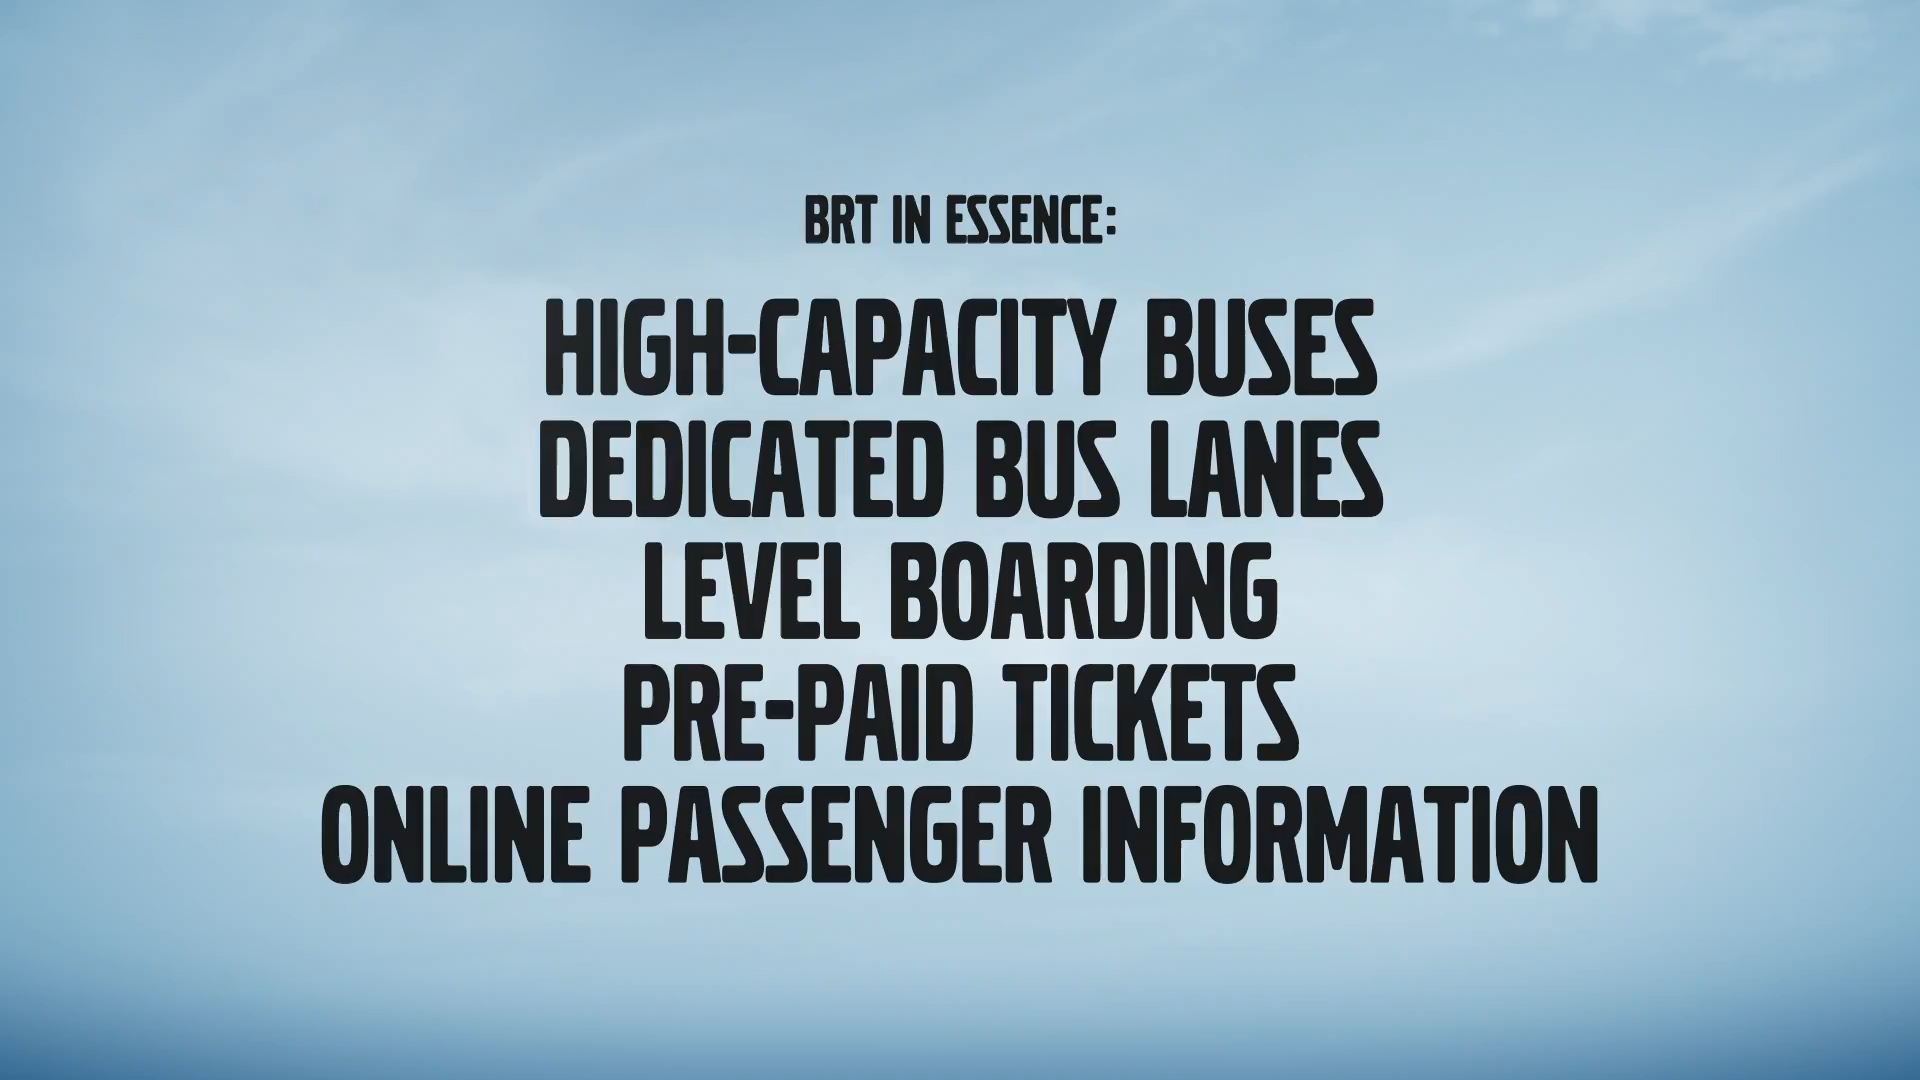 BRT IN ESSENCE:
HIGH-CAPACITY BUSES
DEDICATED BUS LANES
LEVEL BOARDING
PRE-PAID TICKETS
ONLINE PASSENGER INFORMATION